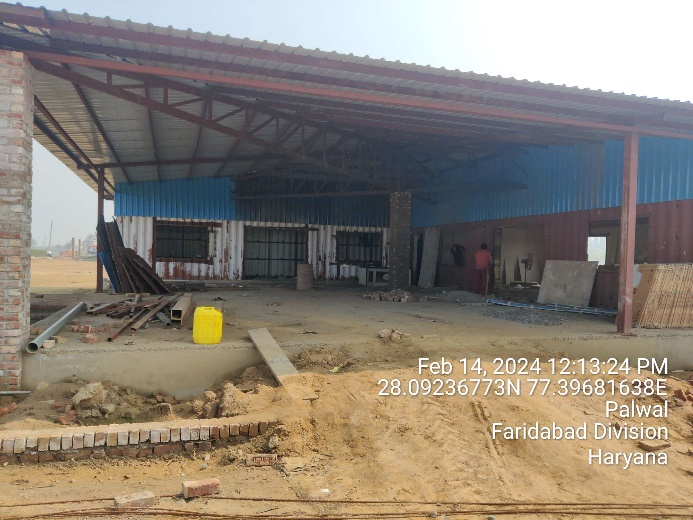 Feb 14, 2024 12:13:24 PM
28.09236773N 77.39681638E
Palwal
Faridabad Division
Haryana